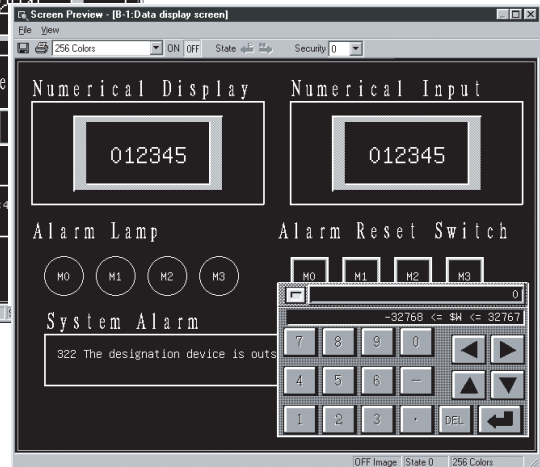 Screen Preview - [B-1:Data display screen]
File View
256 Colors ON OFF State Security 0
Numerical Display Numerical Input
012345 012345
Alarm Lamp Alarm Reset Switch
M0 M1 M2 M3 M0 M1 M2 M3
0
System Alarm
-32768 <= $W <= 32767
322 The designation device is outs
7 8 9 0
4 5 6 -
1 2 3 . DEL
OFF Image State 0 256 Colors